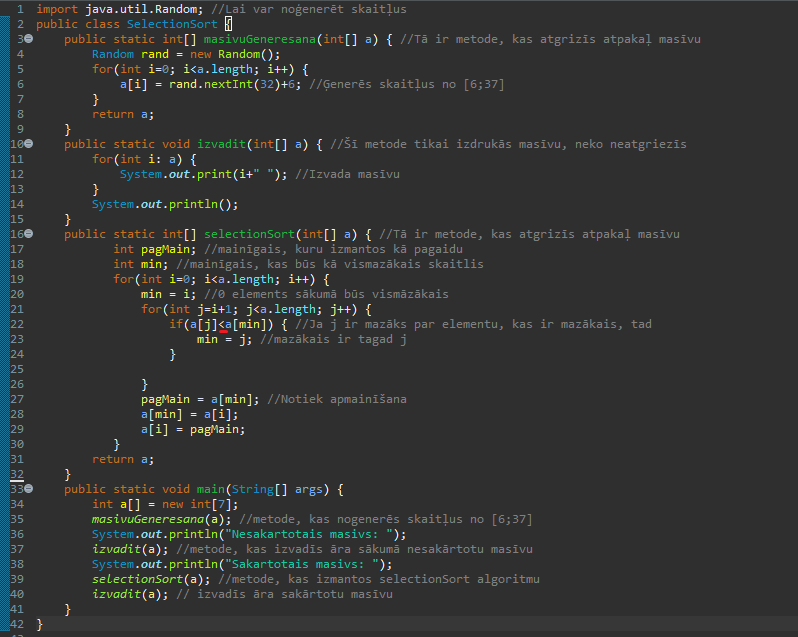 1 import java.util.Random; //Lai var noģenerēt skaitļus
2 public class SelectionSort {
3 public static int[] masivuGeneresana(int[] a) { //Tā ir metode, kas atgrizīs atpakaļ masīvu
4 Random rand = new Random();
5 for(int i=0; i<a.length; i++) {
6 a[i] = rand.nextInt(32)+6; //Ģenerēs skaitļus no [6;37]
7 }
8 return a;
9 }
10 public static void izvadit(int[] a) { //Šī metode tikai izdrukās masīvu, neko neatgriezīs
11 for(int i: a) {
12 System.out.print(i+" "); //Izvada masīvu
13 }
14 System.out.println();
15 }
16 public static int[] selectionSort(int[] a) { //Tā ir metode, kas atgrizīs atpakaļ masīvu
17 int pagMain; //mainīgais, kuru izmantos kā pagaidu
18 int min; //mainīgais, kas būs kā vismazākais skaitlis
19 for(int i=0; i<a.length; i++) {
20 min = i; //0 elements sākumā būs vismāzākais
21 for(int j=i+1; j<a.length; j++) {
22 if(a[j]<a[min]) { //Ja j ir mazāks par elementu, kas ir mazākais, tad
23 min = j; //mazākais ir tagad j
24 }
25
26 }
27 pagMain = a[min]; //Notiek apmainīšana
28 a[min] = a[i];
29 a[i] = pagMain;
30 }
31 return a;
32 }
33 public static void main(String[] args) {
34 int a[] = new int[7];
35 masivuGeneresana(a); //metode, kas nogenerēs skaitļus no [6;37]
36 System.out.println("Nesakartotais masivs: ");
37 izvadit(a); //metode, kas izvadīs āra sākumā nesakārtotu masīvu
38 System.out.println("Sakartotais masivs: ");
39 selectionSort(a); //metode, kas izmantos selectionSort algoritmu
40 izvadit(a); // izvadīs āra sakārtotu masīvu
41 }
42 }